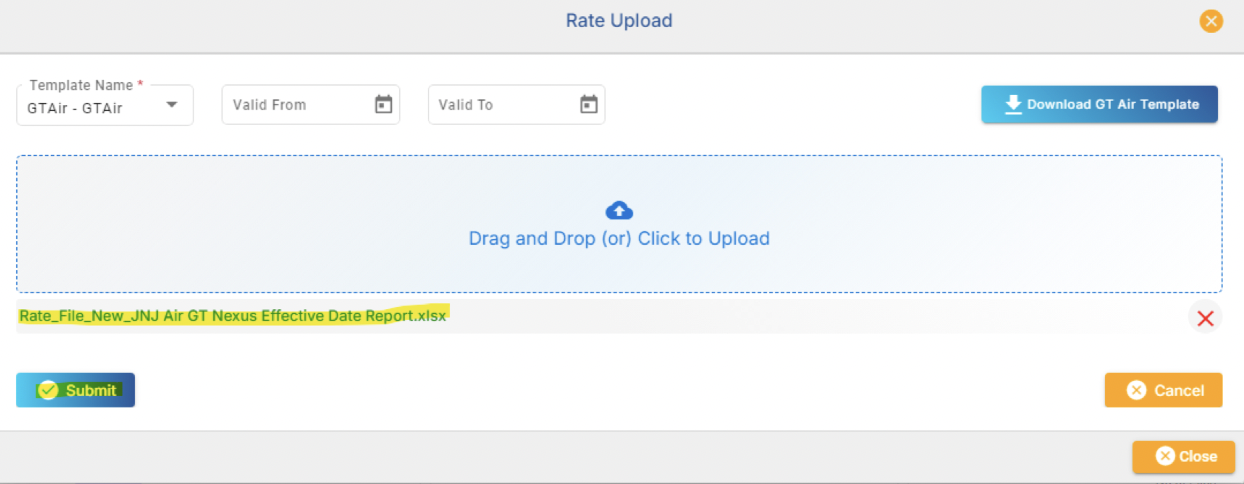 Rate Upload
Template Name *
GTAir - GTAir
Valid From
Valid To
Download GT Air Template
Drag and Drop (or) Click to Upload
Rate_File_New_JNJ Air GT Nexus Effective Date Report.xlsx
Submit
Cancel
Close